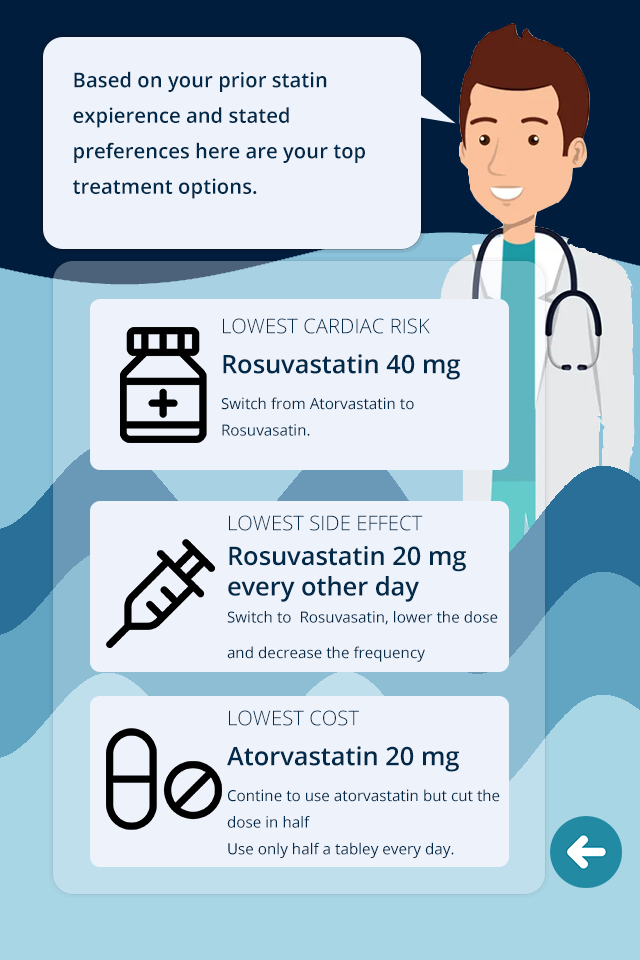 Based on your prior statin
expierence and stated
preferences here are your top
treatment options.
LOWEST CARDIAC RISK
Rosuvastatin 40 mg
Switch from Atorvastatin to
Rosuvasatin.
LOWEST SIDE EFFECT
Rosuvastatin 20 mg
every other day
Switch to  Rosuvasatin, lower the dose
and decrease the frequency
LOWEST COST
Atorvastatin 20 mg
Contine to use atorvastatin but cut the
dose in half
Use only half a tabley every day.